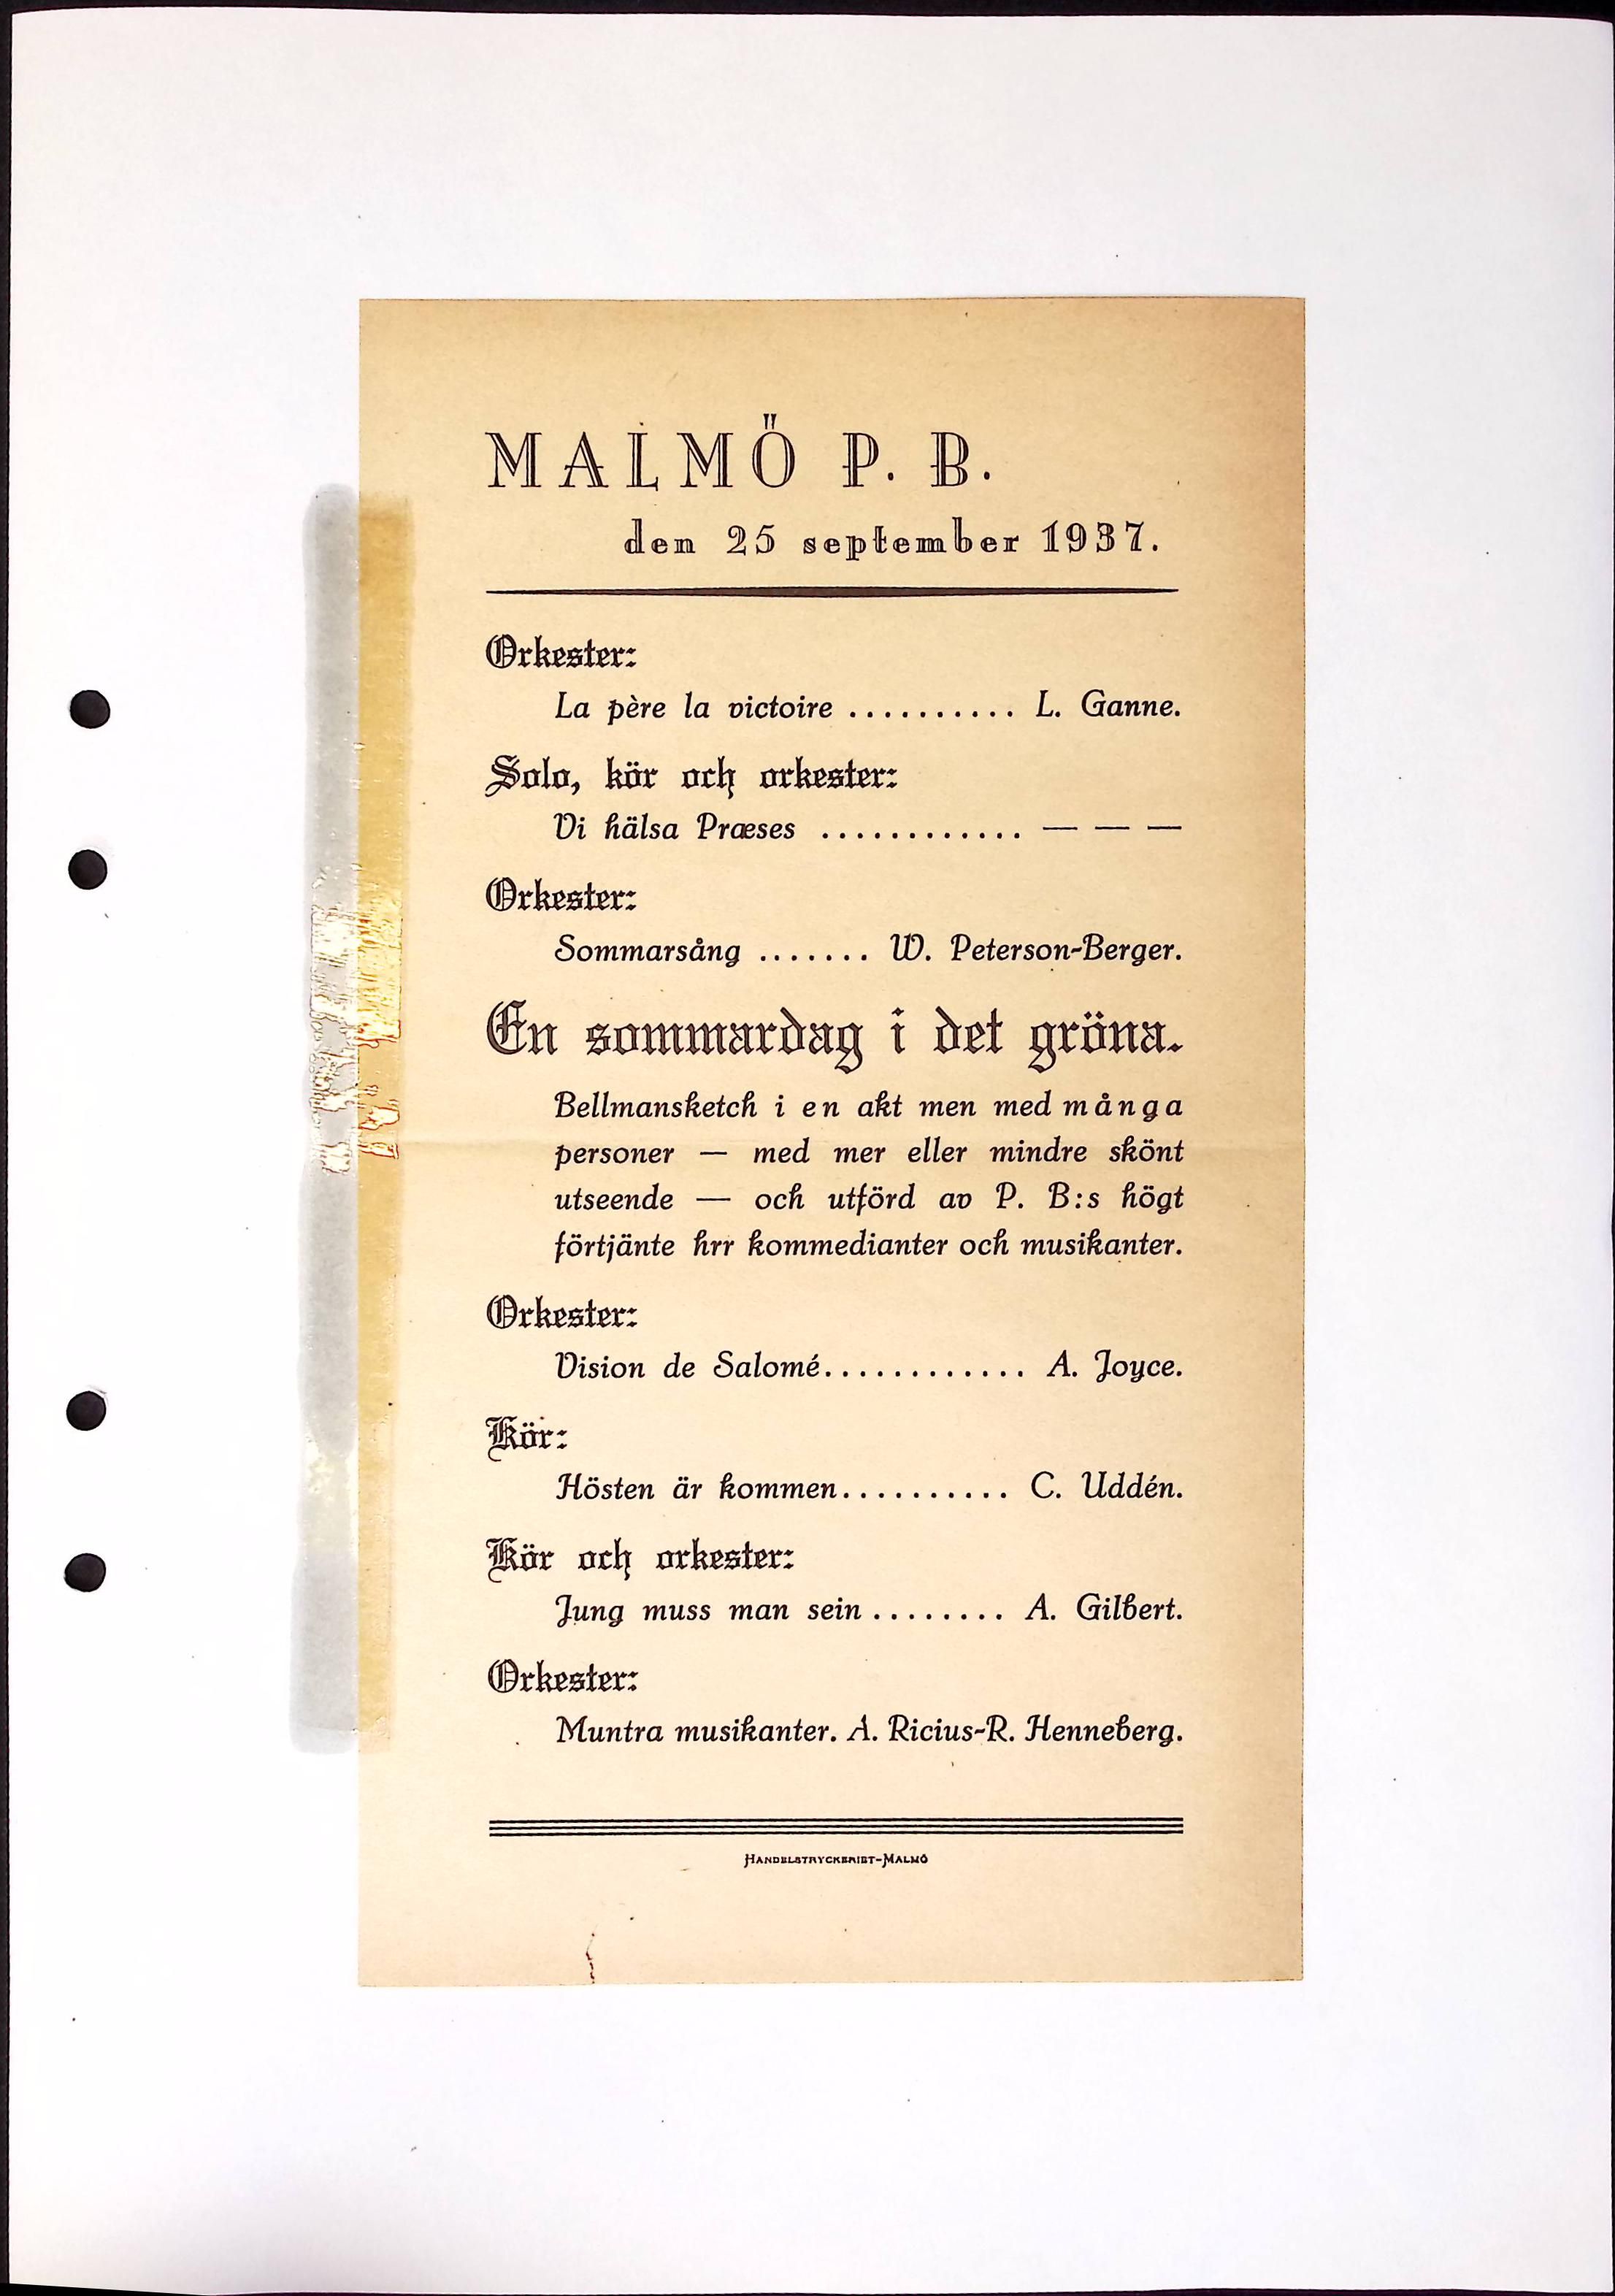 MALMÖ P. B.
den 25 september 1937.
Orkester:
La père la victoire .......... L. Ganne.
Solo, kör och orkester:
Vi hälsa Præses ............ — — —
Orkester:
Sommarsång ....... W. Peterson-Berger.
En sommardag i det gröna.
Bellmansketch i en akt men med många
personer — med mer eller mindre skönt
utseende — och utförd av P. B:s högt
förtjänte hrr kommedianter och musikanter.
Orkester:
Vision de Salomé............ A. Joyce.
Kör:
Hösten är kommen.......... C. Uddén.
Kör och orkester:
Jung muss man sein ........ A. Gilbert.
Orkester:
Muntra musikanter. A. Ricius-R. Henneberg.
HANDELSTRYCKERIET-MALMÖ